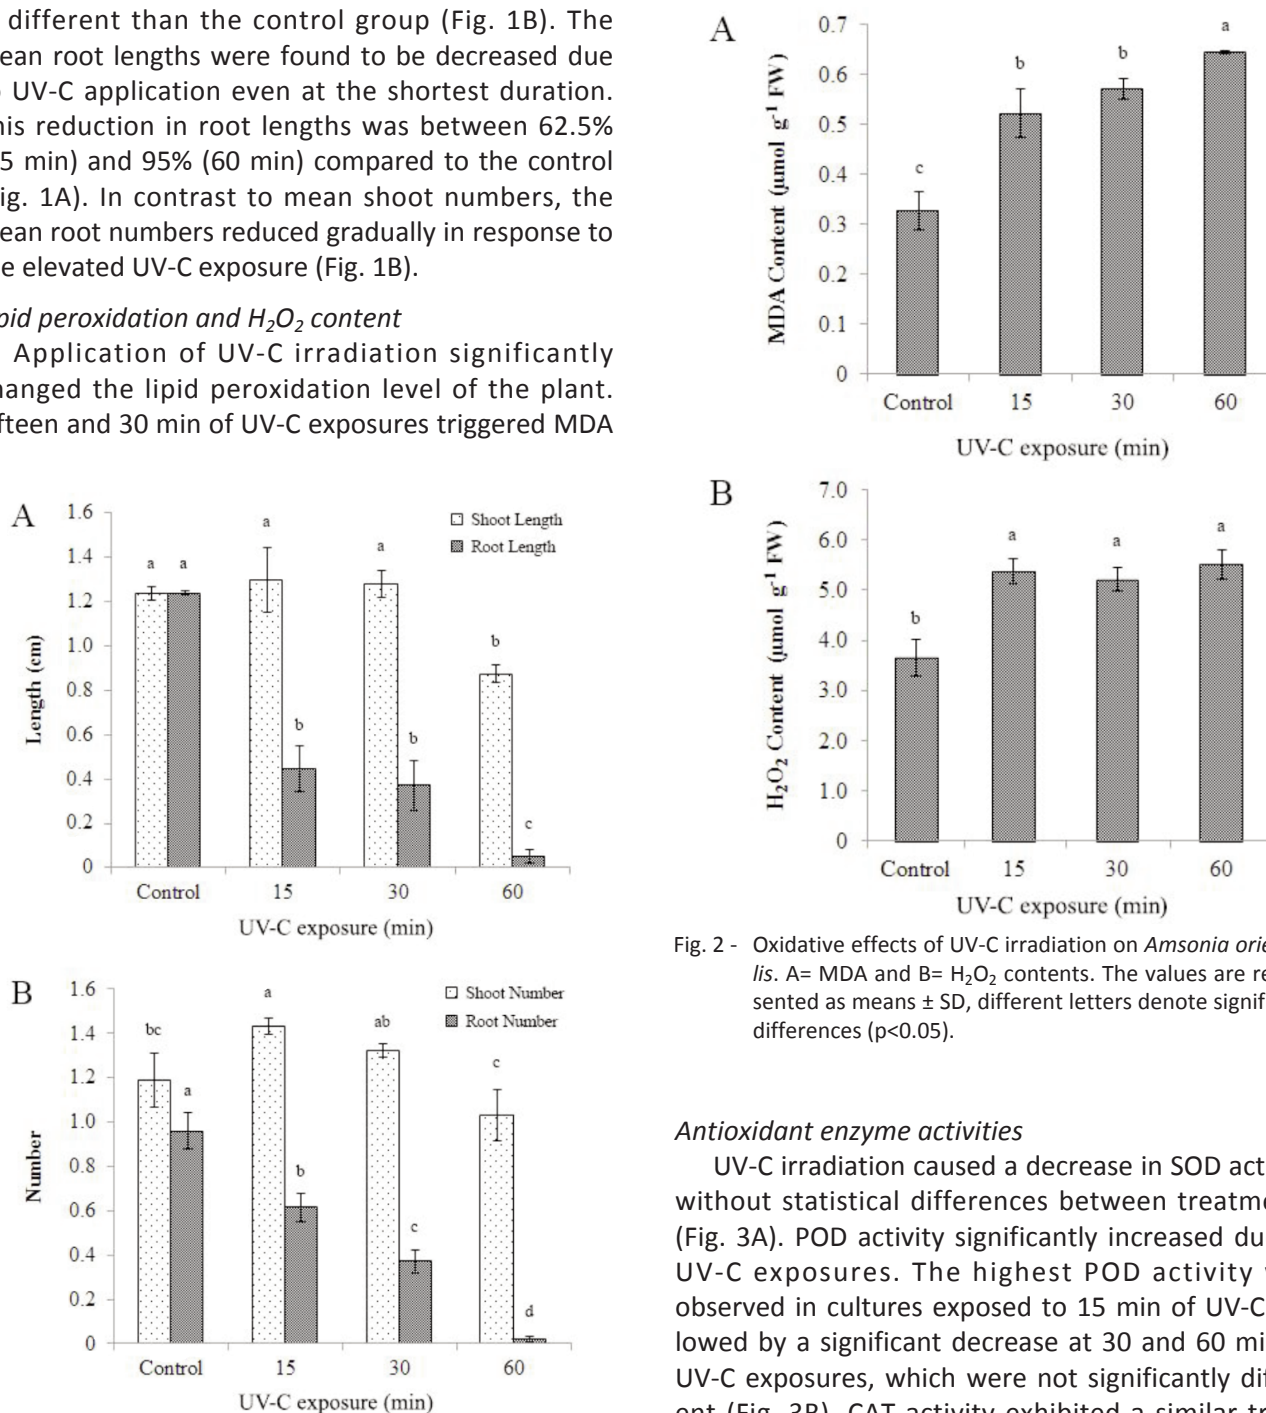 different than the control group (Fig. 1B). The
ean root lengths were found to be decreased due
UV-C application even at the shortest duration.
his reduction in root lengths was between 62.5%
5 min) and 95% (60 min) compared to the control
ig. 1A). In contrast to mean shoot numbers, the
ean root numbers reduced gradually in response to
e elevated UV-C exposure (Fig. 1B).
pid peroxidation and H₂O₂ content
Application of UV-C irradiation significantly
hanged the lipid peroxidation level of the plant.
fteen and 30 min of UV-C exposures triggered MDA
A
Length (cm)
1.6
1.4
1.2
1.0
0.8
0.6
0.4
0.2
0
Shoot Length
Root Length
a a a b a b b c
Control 15 30 60
UV-C exposure (min)
B
Number
1.6
1.4
1.2
1.0
0.8
0.6
0.4
0.2
0
Shoot Number
Root Number
bc a a b ab c c d
Control 15 30 60
UV-C exposure (min)
A
MDA Content (µmol g⁻¹ FW)
0.7
0.6
0.5
0.4
0.3
0.2
0.1
0
c b b a
Control 15 30 60
UV-C exposure (min)
B
H₂O₂ Content (µmol g⁻¹ FW)
7.0
6.0
5.0
4.0
3.0
2.0
1.0
0
b a a a
Control 15 30 60
UV-C exposure (min)
Fig. 2 - Oxidative effects of UV-C irradiation on Amsonia orie
lis. A= MDA and B= H₂O₂ contents. The values are re
sented as means ± SD, different letters denote signif
differences (p<0.05).
Antioxidant enzyme activities
UV-C irradiation caused a decrease in SOD act
without statistical differences between treatme
(Fig. 3A). POD activity significantly increased du
UV-C exposures. The highest POD activity
observed in cultures exposed to 15 min of UV-C
lowed by a significant decrease at 30 and 60 mi
UV-C exposures, which were not significantly dif
ent (Fig. 3B). CAT activity exhibited a similar tr